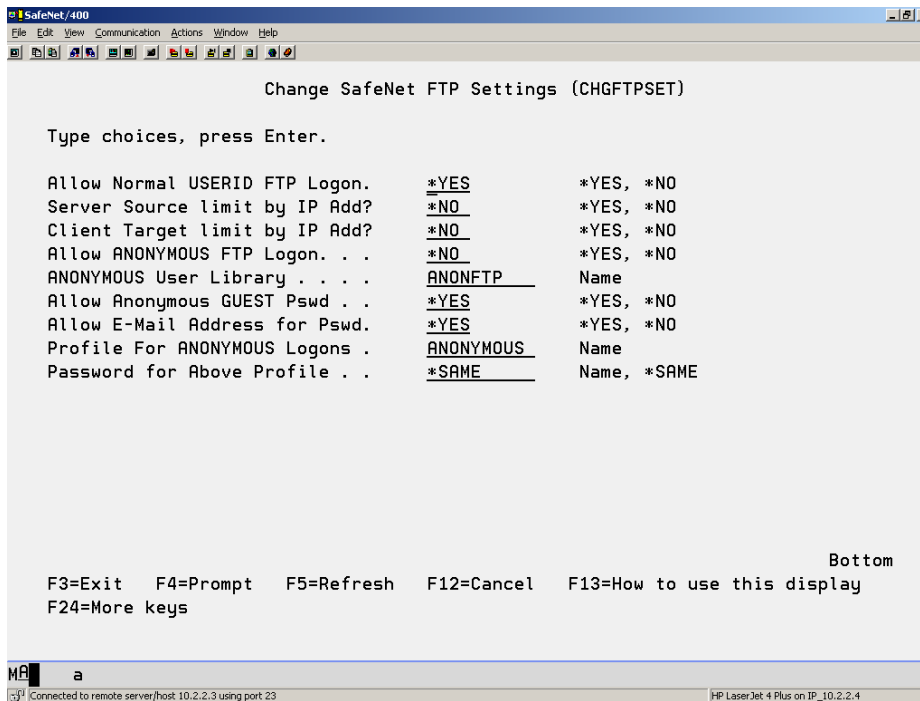 SafeNet/400
File Edit View Communication Actions Window Help
Change SafeNet FTP Settings (CHGFTPSET)
Type choices, press Enter.
Allow Normal USERID FTP Logon. *YES *YES, *NO
Server Source limit by IP Add? *NO *YES, *NO
Client Target limit by IP Add? *NO *YES, *NO
Allow ANONYMOUS FTP Logon. . . *NO *YES, *NO
ANONYMOUS User Library . . . . ANONFTP Name
Allow Anonymous GUEST Pswd . . *YES *YES, *NO
Allow E-Mail Address for Pswd. *YES *YES, *NO
Profile For ANONYMOUS Logons . ANONYMOUS Name
Password for Above Profile . . *SAME Name, *SAME
Bottom
F3=Exit F4=Prompt F5=Refresh F12=Cancel F13=How to use this display
F24=More keys
MA a
Connected to remote server/host 10.2.2.3 using port 23 HP LaserJet 4 Plus on IP_10.2.2.4